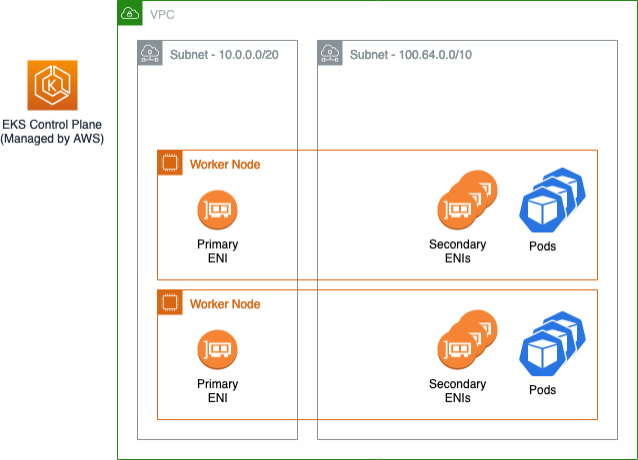 VPC
Subnet - 10.0.0.0/20
Subnet - 100.64.0.0/10
EKS Control Plane
(Managed by AWS)
Worker Node
Primary
ENI
Secondary
ENIs
Pods
Worker Node
Primary
ENI
Secondary
ENIs
Pods